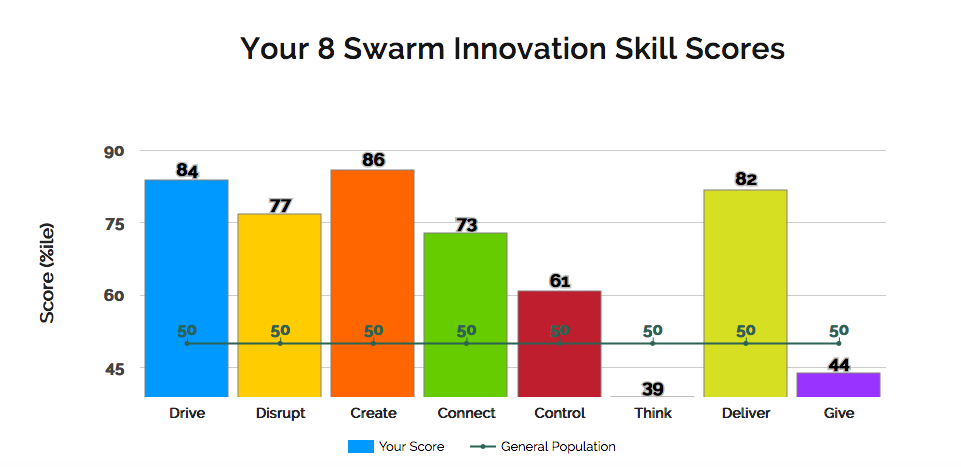 Your 8 Swarm Innovation Skill Scores
90
75
60
45
Score (%ile)
84
77
86
73
61
39
82
44
50 50 50 50 50 50 50 50
Drive Disrupt Create Connect Control Think Deliver Give
Your Score General Population